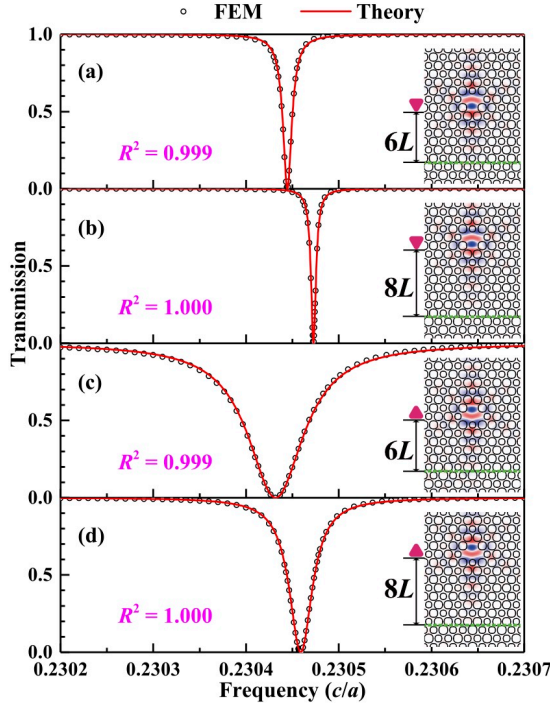 FEM Theory
Transmission
1.0
(a)
0.5
R² = 0.999
6L
0.0
(b)
0.5
R² = 1.000
8L
0.0
(c)
0.5
R² = 0.999
6L
0.0
(d)
0.5
R² = 1.000
8L
0.0
0.2302 0.2303 0.2304 0.2305 0.2306 0.2307
Frequency (c/a)